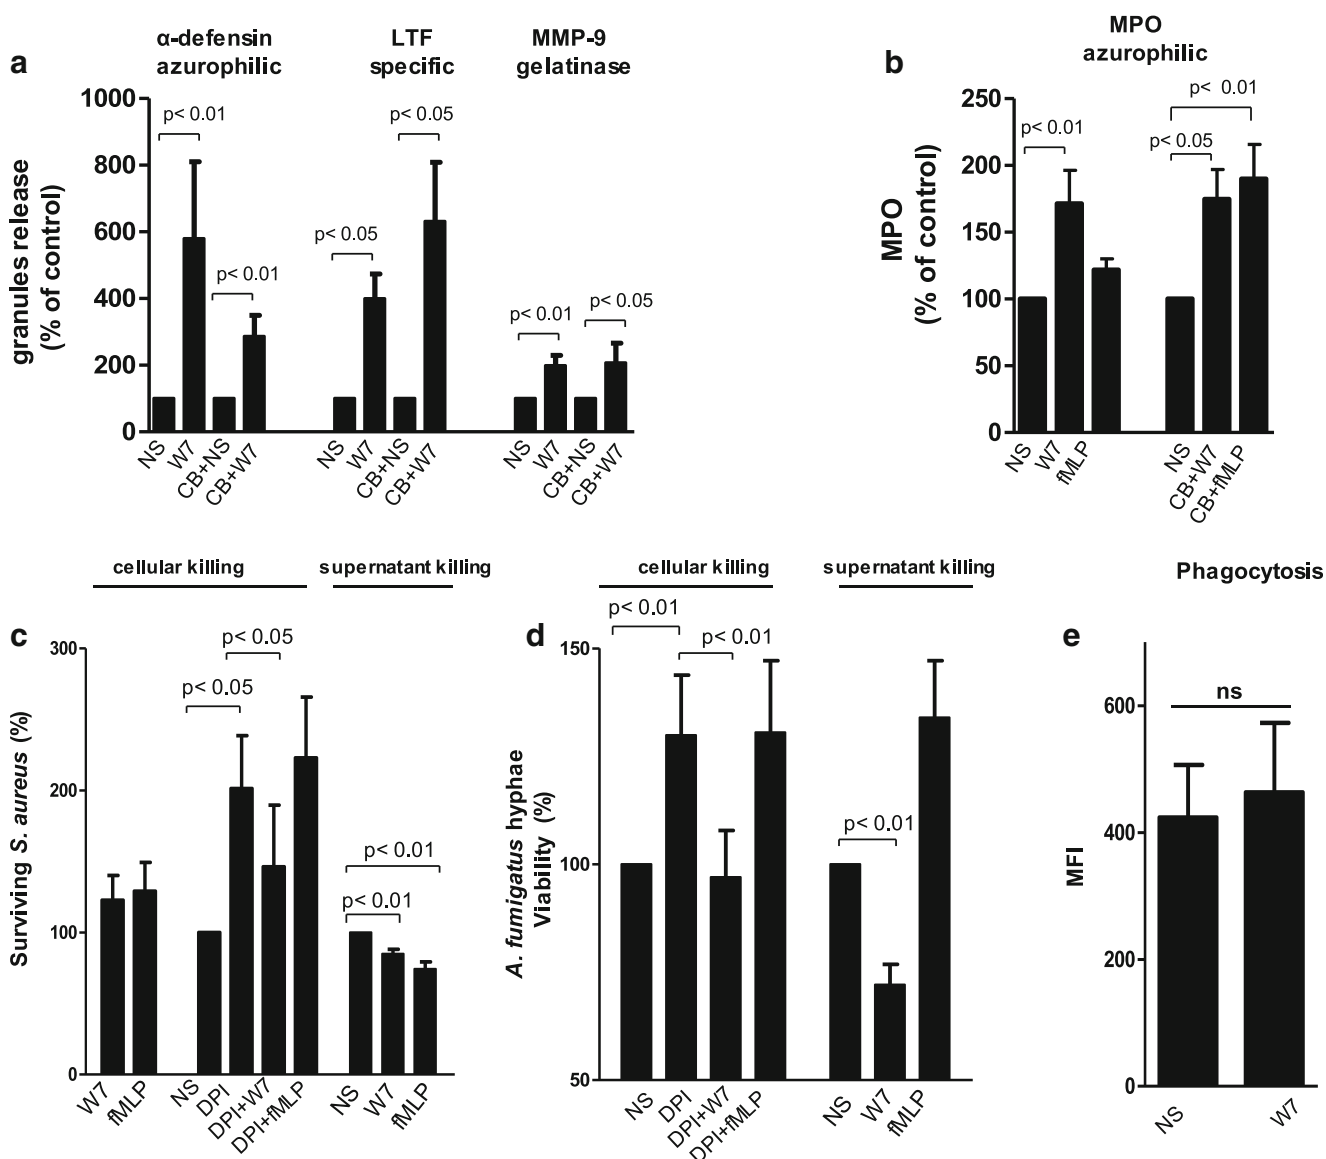 a
α-defensin
azurophilic
LTF
specific
MMP-9
gelatinase
granules release
(% of control)
1000
800
600
400
200
0
p< 0.01
p< 0.01
p< 0.05
p< 0.05
p< 0.01
p< 0.05
NS
W7
CB+NS
CB+W7
NS
W7
CB+NS
CB+W7
NS
W7
CB+NS
CB+W7
b
MPO
azurophilic
MPO
(% of control)
250
200
150
100
50
0
p< 0.01
p< 0.05
p< 0.01
NS
W7
fMLP
NS
CB+W7
CB+fMLP
c
cellular killing
supernatant killing
Surviving S. aureus (%)
300
200
100
0
p< 0.05
p< 0.05
p< 0.01
p< 0.01
W7
fMLP
NS
DPI
DPI+W7
DPI+fMLP
NS
W7
fMLP
d
cellular killing
supernatant killing
A. fumigatus hyphae
Viability (%)
150
100
50
p< 0.01
p< 0.01
p< 0.01
NS
DPI
DPI+W7
DPI+fMLP
NS
W7
fMLP
e
Phagocytosis
MFI
600
400
200
0
ns
NS
W7